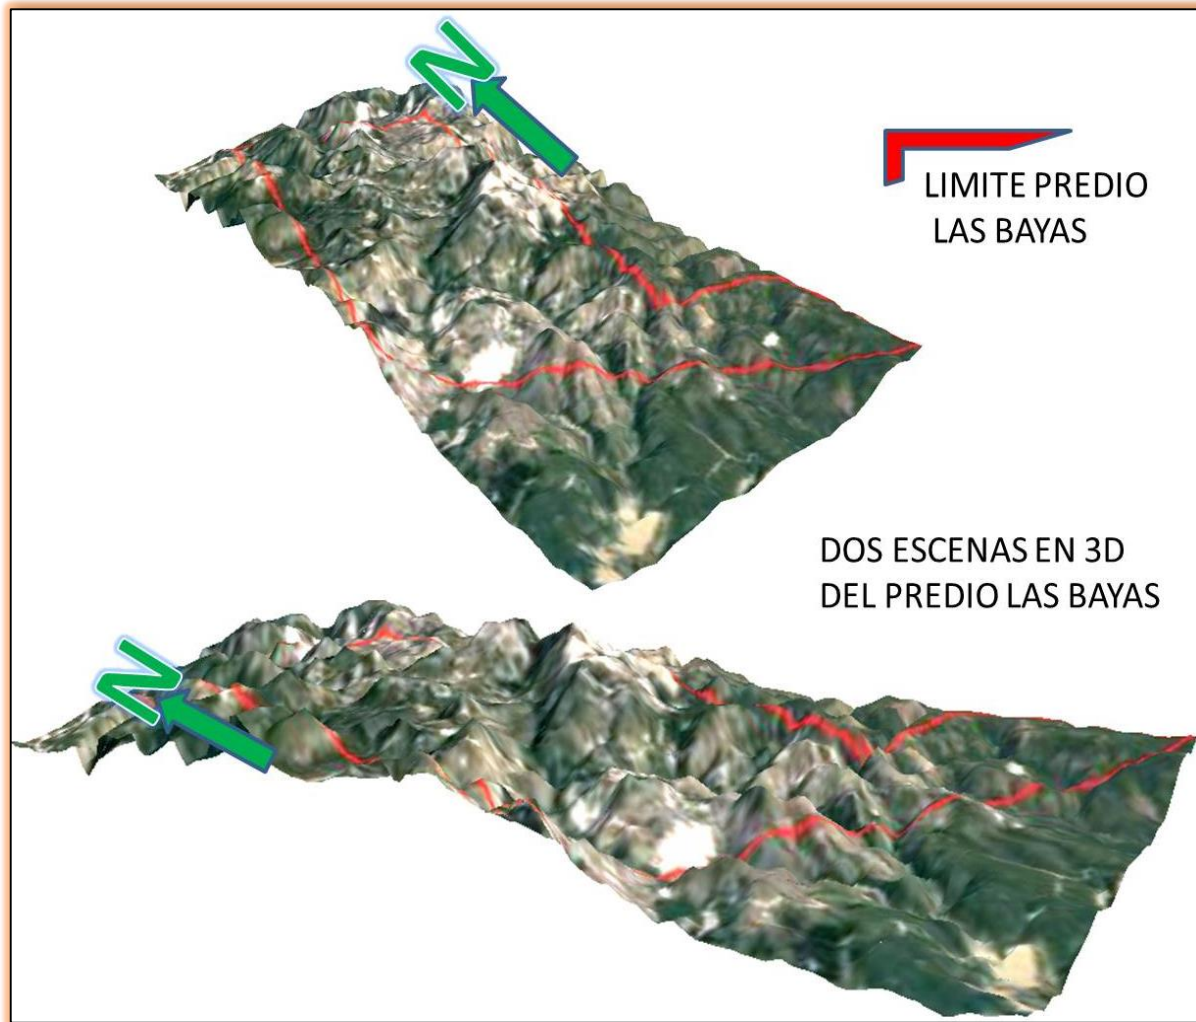 N
LIMITE PREDIO
LAS BAYAS
DOS ESCENAS EN 3D
DEL PREDIO LAS BAYAS
N